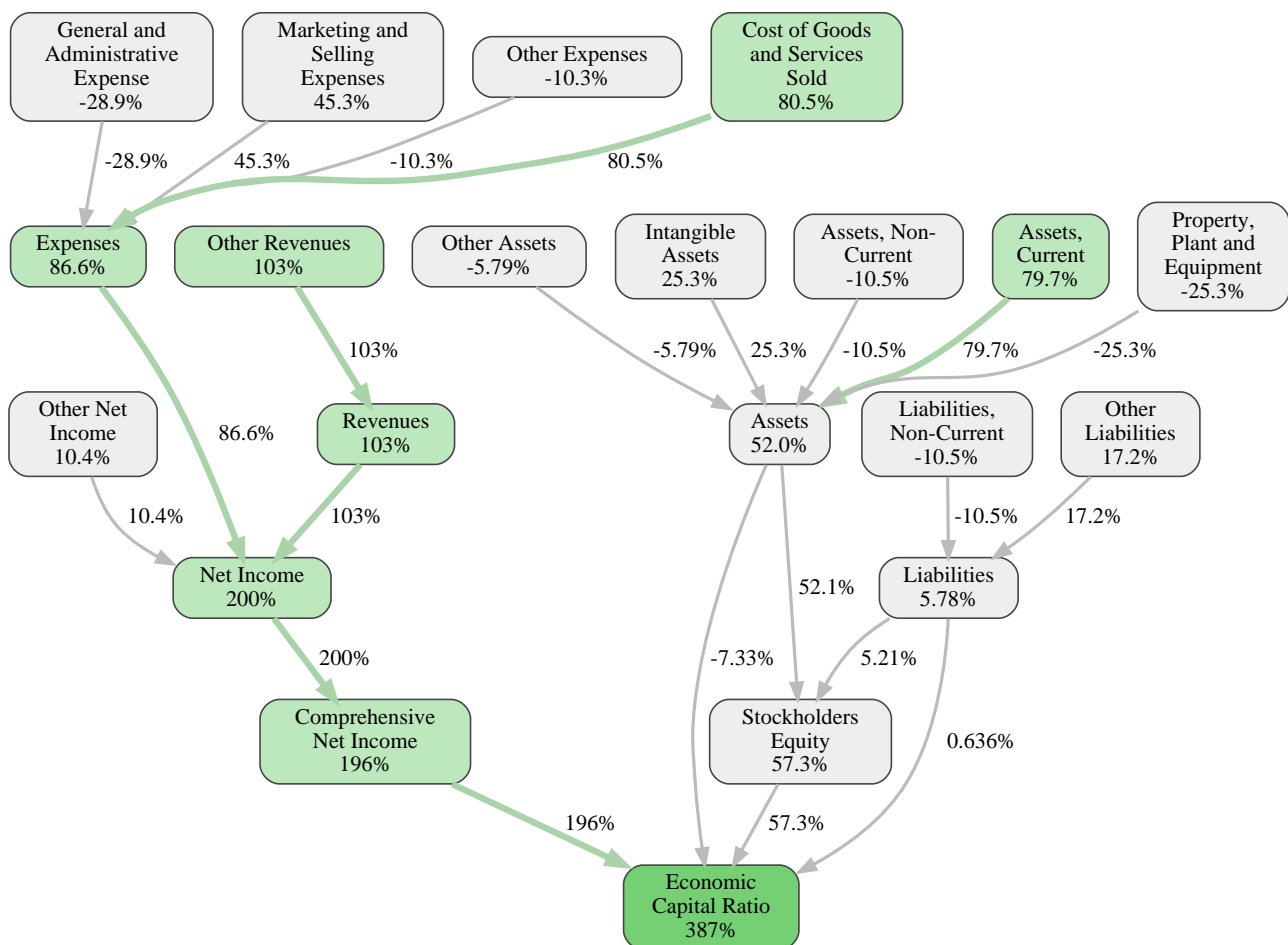 General and
Administrative
Expense
-28.9%
Marketing and
Selling
Expenses
45.3%
Other Expenses
-10.3%
Cost of Goods
and Services
Sold
80.5%
-28.9%
45.3%
-10.3%
80.5%
Expenses
86.6%
Other Revenues
103%
Other Assets
-5.79%
Intangible
Assets
25.3%
Assets, Non-
Current
-10.5%
Assets,
Current
79.7%
Property,
Plant and
Equipment
-25.3%
103%
-5.79%
25.3%
-10.5%
79.7%
-25.3%
Other Net
Income
10.4%
86.6%
Revenues
103%
Assets
52.0%
Liabilities,
Non-Current
-10.5%
Other
Liabilities
17.2%
10.4%
103%
-10.5%
17.2%
Net Income
200%
52.1%
Liabilities
5.78%
200%
-7.33%
5.21%
Comprehensive
Net Income
196%
Stockholders
Equity
57.3%
0.636%
196%
57.3%
Economic
Capital Ratio
387%